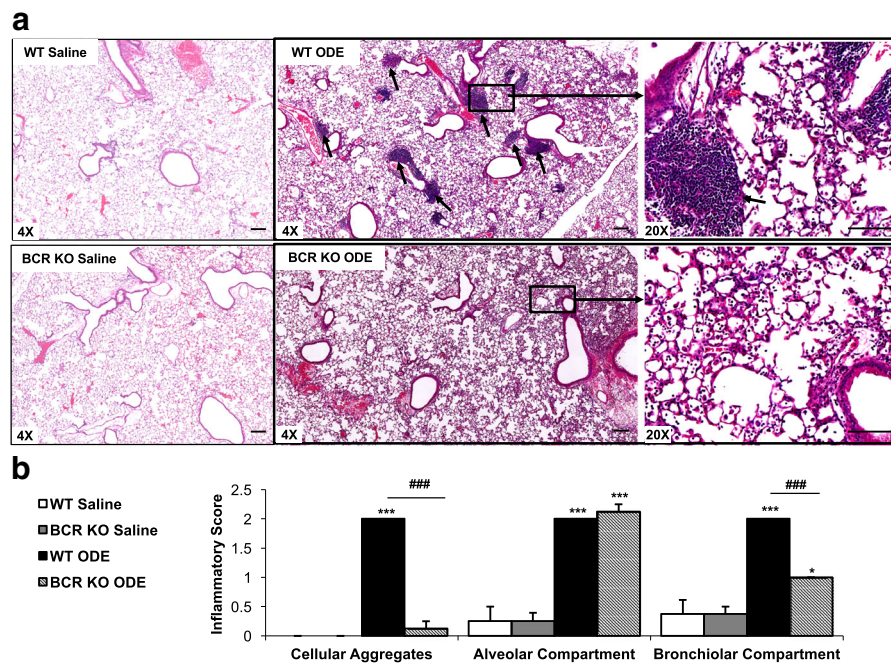 a
WT Saline
WT ODE
4X
4X
20X
BCR KO Saline
BCR KO ODE
4X
4X
20X
b
WT Saline
BCR KO Saline
WT ODE
BCR KO ODE
Inflammatory Score
2.5
2
1.5
1
0.5
0
***
###
***
***
***
###
*
Cellular Aggregates
Alveolar Compartment
Bronchiolar Compartment